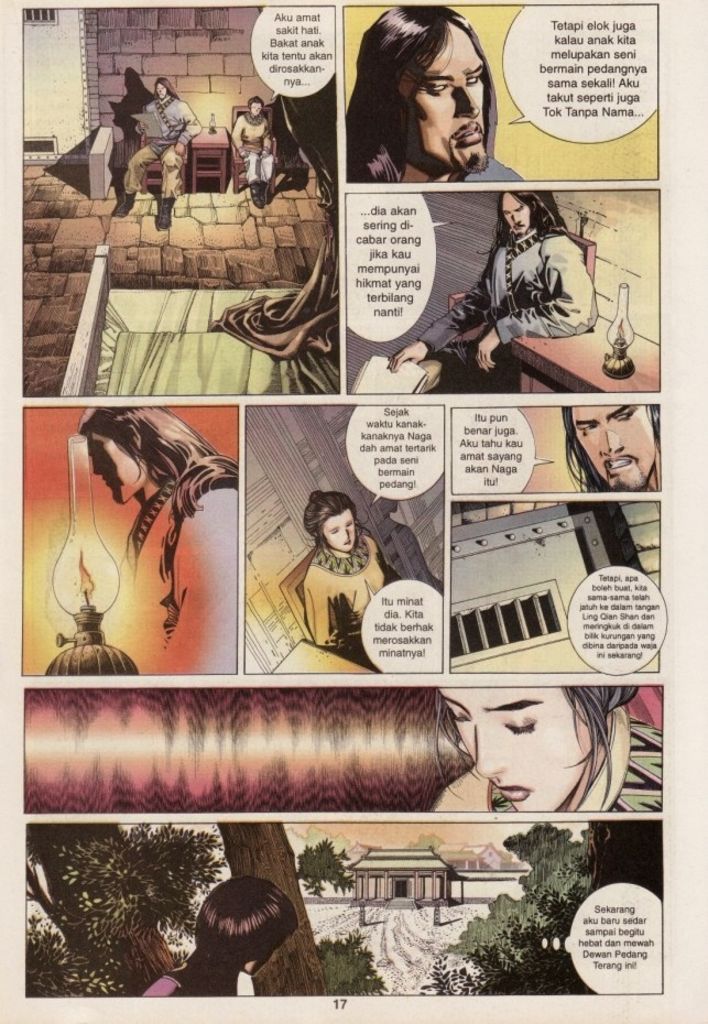 Aku amat
sakit hati.
Bakat anak
kita tentu akan
dirosakkan-
nya...
Tetapi elok juga
kalau anak kita
melupakan seni
bermain pedangnya
sama sekali! Aku
takut seperti juga
Tok Tanpa Nama...
...dia akan
sering di-
cabar orang
jika kau
mempunyai
hikmat yang
terbilang
nanti!
Sejak
waktu kanak-
kanaknya Naga
dah amat tertarik
pada seni
bermain
pedang!
Itu minat
dia. Kita
tidak berhak
merosakkan
minatnya!
Itu pun
benar juga.
Aku tahu kau
amat sayang
akan Naga
itu!
Tetapi, apa
boleh buat, kita
sama-sama telah
jatuh ke dalam tangan
Ling Qian Shan dan
meringkuk di dalam
bilik kurungan yang
dibina daripada waja
ini sekarang!
Sekarang
aku baru sedar
sampai begitu
hebat dan mewah
Dewan Pedang
Terang ini!
17